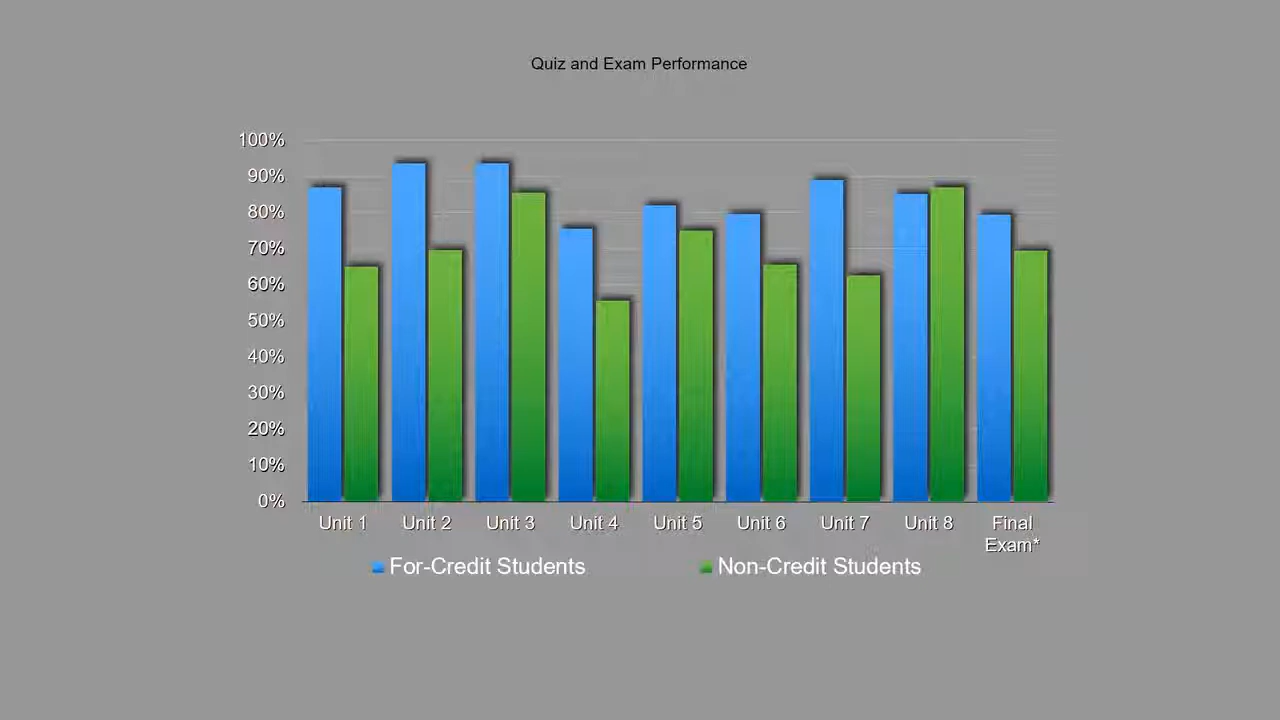 Quiz and Exam Performance
100%
90%
80%
70%
60%
50%
40%
30%
20%
10%
0%
Unit 1 Unit 2 Unit 3 Unit 4 Unit 5 Unit 6 Unit 7 Unit 8 Final
Exam*
For-Credit Students Non-Credit Students